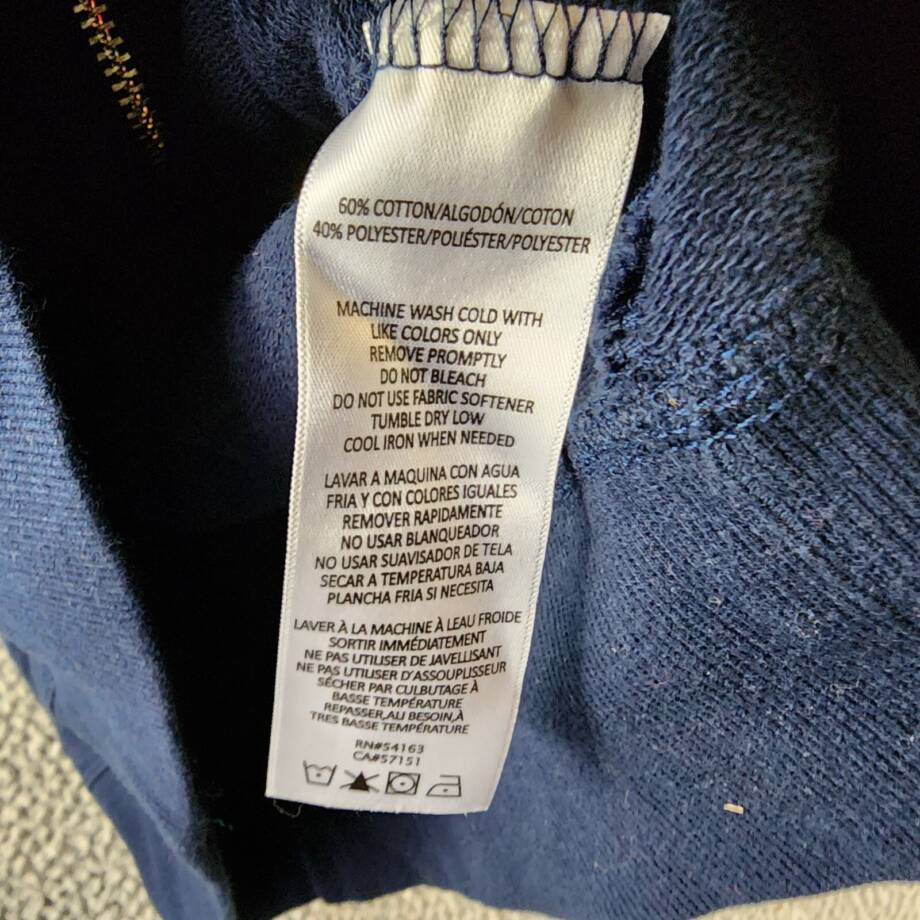 60% COTTON/ALGODÓN/COTON
40% POLYESTER/POLIÉSTER/POLYESTER
MACHINE WASH COLD WITH
LIKE COLORS ONLY
REMOVE PROMPTLY
DO NOT BLEACH
DO NOT USE FABRIC SOFTENER
TUMBLE DRY LOW
COOL IRON WHEN NEEDED
LAVAR A MAQUINA CON AGUA
FRIA Y CON COLORES IGUALES
REMOVER RAPIDAMENTE
NO USAR BLANQUEADOR
NO USAR SUAVISADOR DE TELA
SECAR A TEMPERATURA BAJA
PLANCHA FRIA SI NECESITA
LAVER À LA MACHINE À LEAU FROIDE
SORTIR IMMÉDIATEMENT
NE PAS UTILISER DE JAVELLISANT
NE PAS UTILISER D'ASSOUPLISSEUR
SÉCHER PAR CULBUTAGE À
BASSE TEMPÉRATURE
REPASSER,AU BESOIN,À
TRES BASSE TEMPÉRATURE
RN#54163
CA#57151